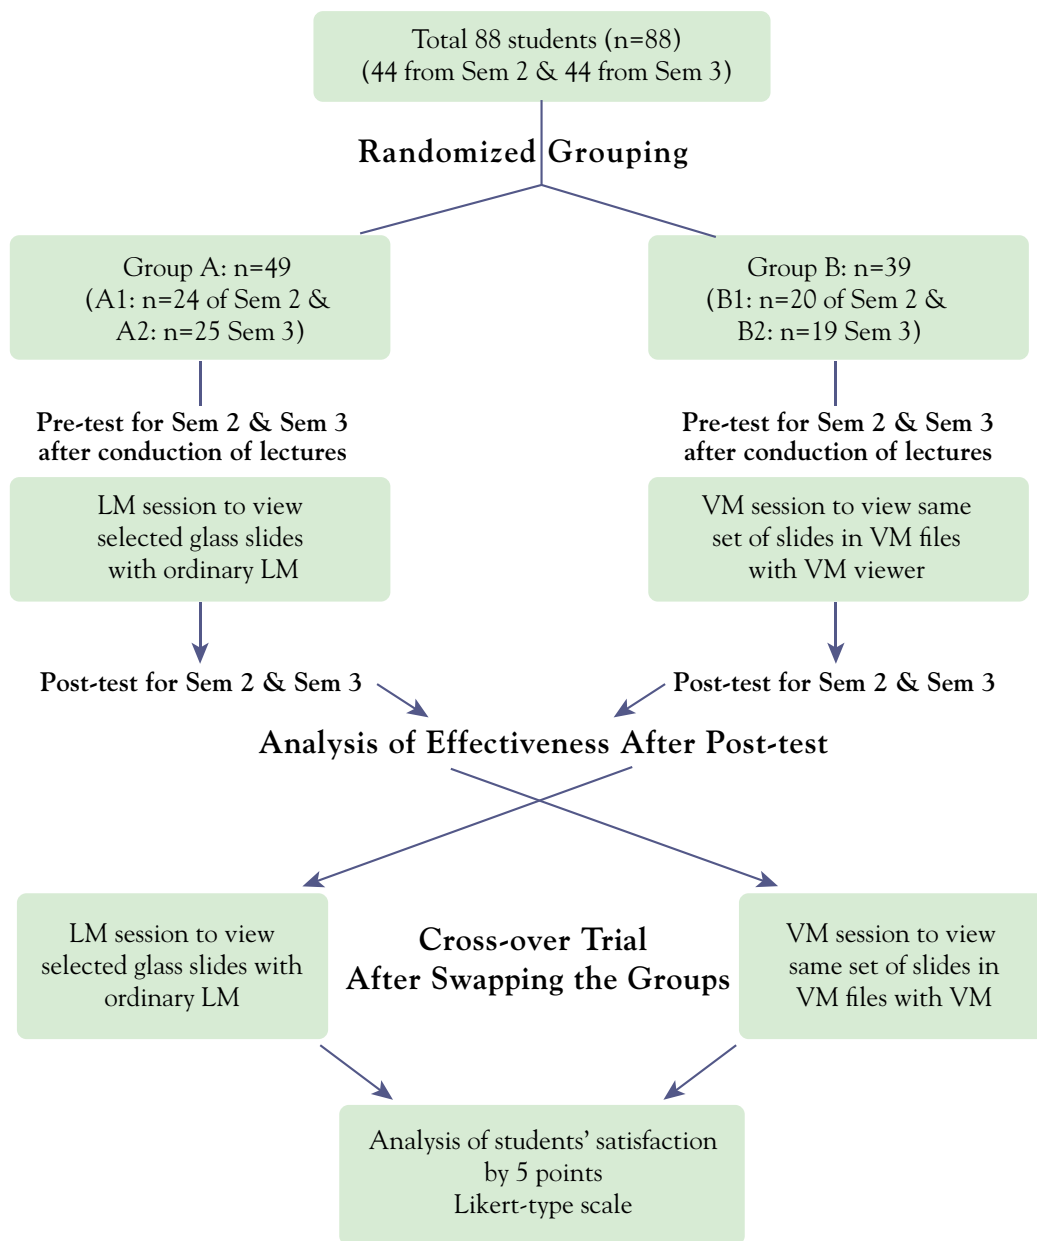 Total 88 students (n=88)
(44 from Sem 2 & 44 from Sem 3)
Randomized Grouping
Group A: n=49
(A1: n=24 of Sem 2 &
A2: n=25 Sem 3)
Group B: n=39
(B1: n=20 of Sem 2 &
B2: n=19 Sem 3)
Pre-test for Sem 2 & Sem 3
after conduction of lectures
Pre-test for Sem 2 & Sem 3
after conduction of lectures
LM session to view
selected glass slides
with ordinary LM
VM session to view same
set of slides in VM files
with VM viewer
Post-test for Sem 2 & Sem 3
Post-test for Sem 2 & Sem 3
Analysis of Effectiveness After Post-test
LM session to view
selected glass slides with
ordinary LM
Cross-over Trial
After Swapping the Groups
VM session to view
same set of slides in
VM files with VM
Analysis of students’ satisfaction
by 5 points
Likert-type scale